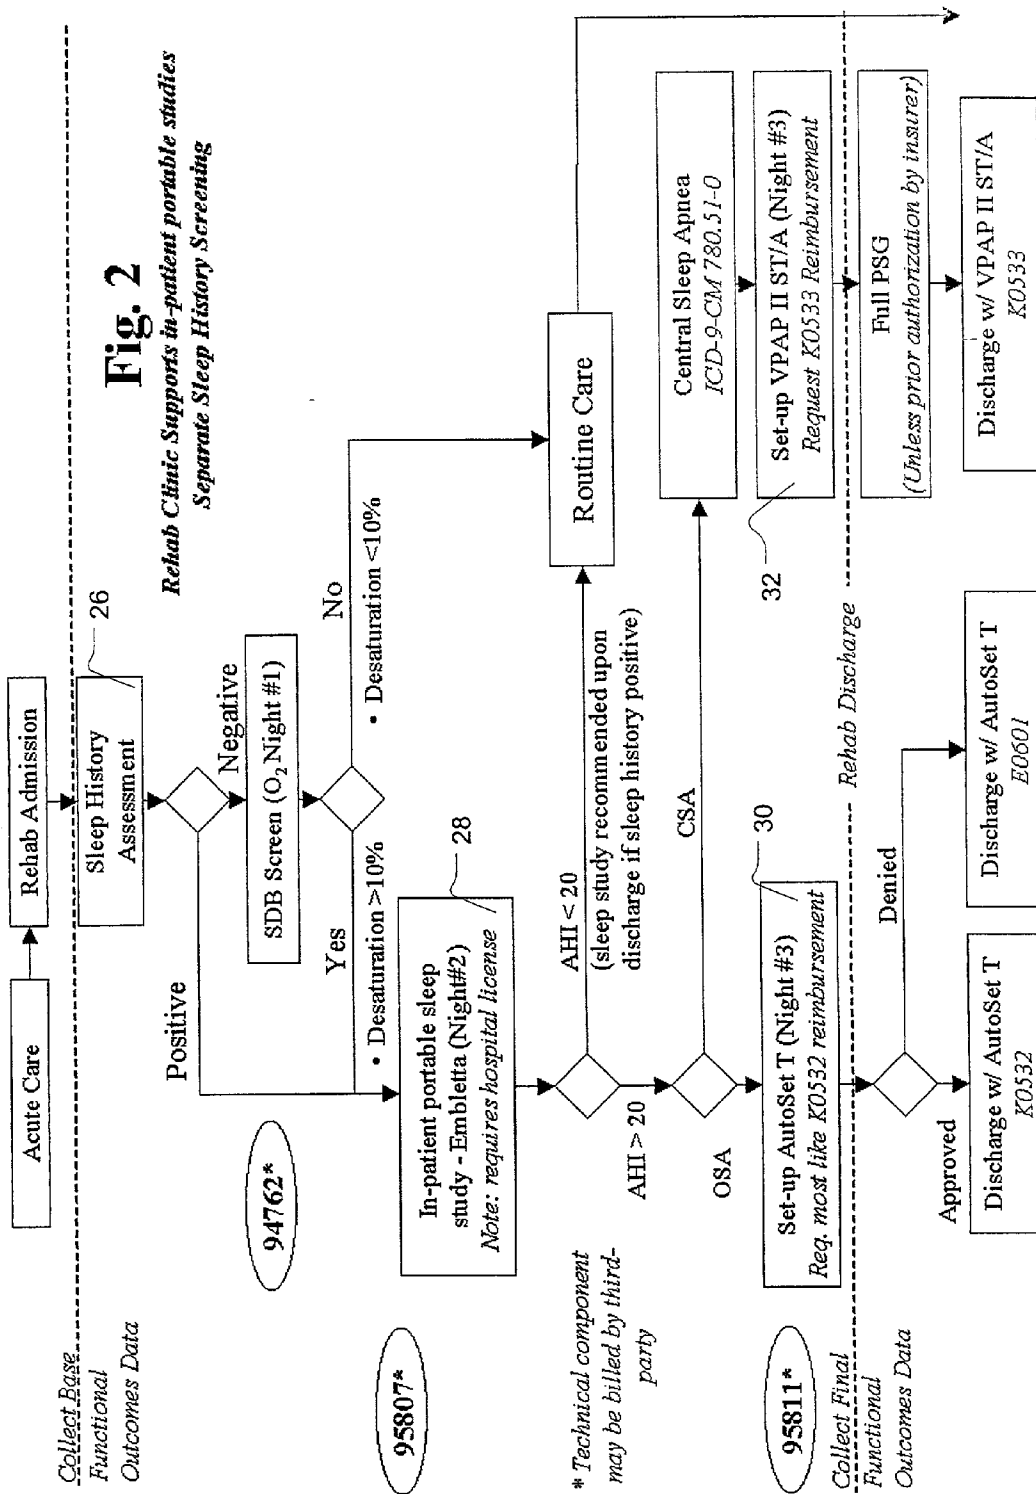 Fig. 2
Rehab Clinic Supports in-patient portable studies
Separate Sleep History Screening
Acute Care
Rehab Admission
Collect Base
Functional
Outcomes Data
Sleep History
Assessment
26
Positive
Negative
94762*
SDB Screen (O2 Night #1)
Yes
No
• Desaturation >10%
• Desaturation <10%
95807*
In-patient portable sleep
study - Embletta (Night#2)
Note: requires hospital license
28
AHI < 20
(sleep study recommended upon
discharge if sleep history positive)
Routine Care
* Technical component
may be billed by third-
party
AHI > 20
CSA
OSA
Central Sleep Apnea
ICD-9-CM 780.51-0
95811*
Set-up AutoSet T (Night #3)
Req. most like K0532 reimbursement
30
32
Set-up VPAP II ST/A (Night #3)
Request K0533 Reimbursement
Collect Final
Functional
Outcomes Data
Rehab Discharge
Full PSG
(Unless prior authorization by insurer)
Approved
Denied
Discharge w/ AutoSet T
K0532
Discharge w/ AutoSet T
E0601
Discharge w/ VPAP II ST/A
K0533